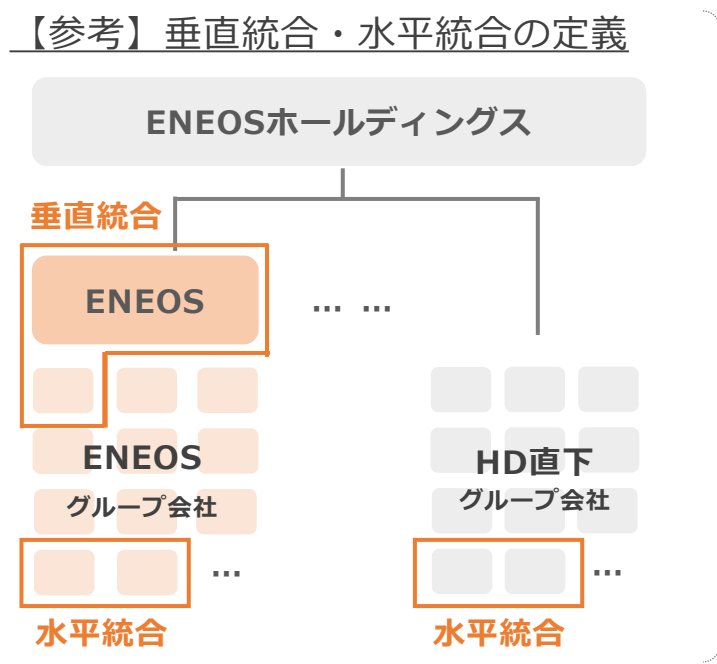 【参考】垂直統合・水平統合の定義
ENEOSホールディングス
垂直統合
ENEOS
... ...
ENEOS
グループ会社
...
水平統合
HD直下
グループ会社
...
水平統合